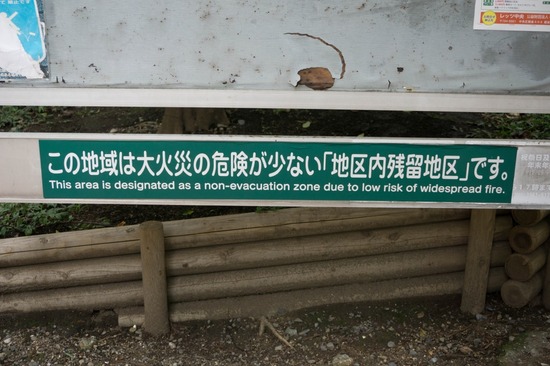 この地域は大火災の危険が少ない「地区内残留地区」です。
This area is designated as a non-evacuation zone due to low risk of widespread fire.